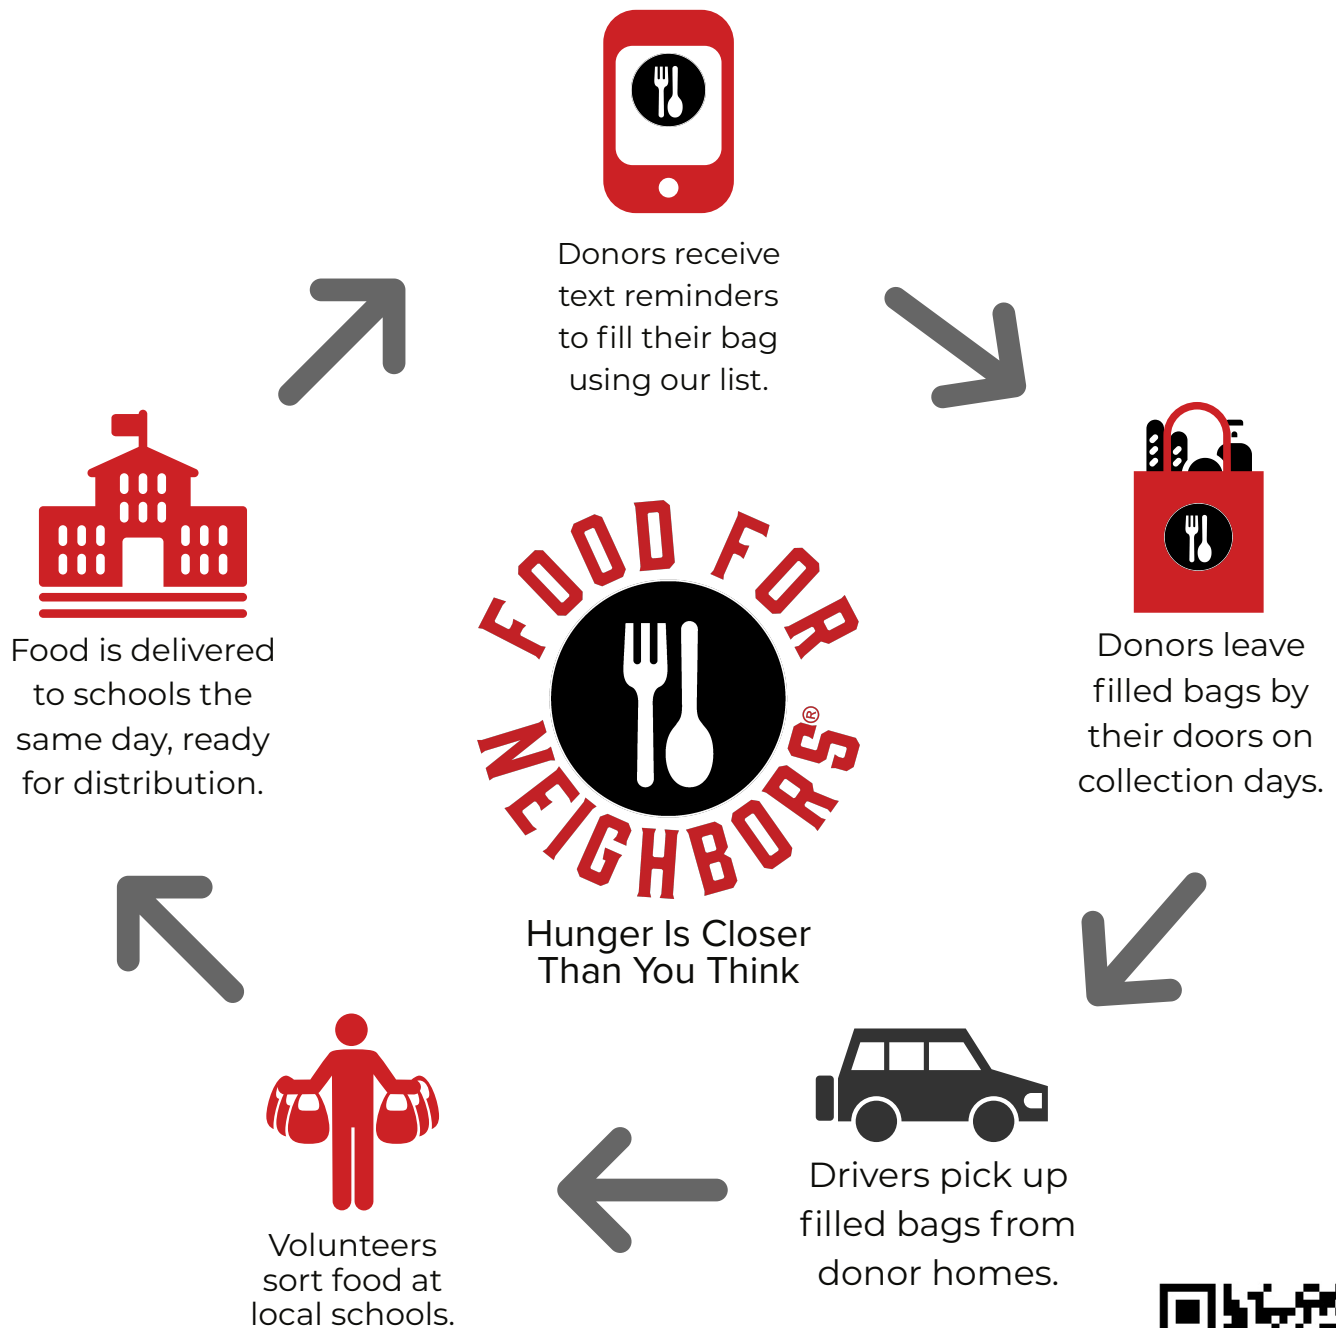 Donors receive
text reminders
to fill their bag
using our list.
Donors leave
filled bags by
their doors on
collection days.
Drivers pick up
filled bags from
donor homes.
Volunteers
sort food at
local schools.
Food is delivered
to schools the
same day, ready
for distribution.
FOOD FOR
NEIGHBORS®
Hunger Is Closer
Than You Think